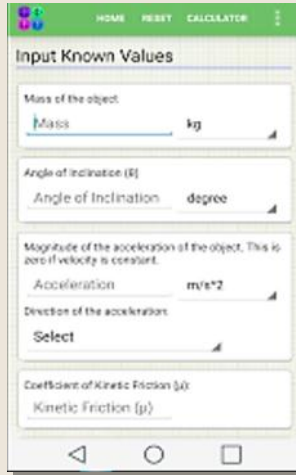 HOME RESET CALCULATOR
Input Known Values
Mass of the object
Mass kg
Angle of Inclination (θ)
Angle of Inclination degree
Magnitude of the acceleration of the object. This is
zero if velocity is constant.
Acceleration m/s^2
Direction of the acceleration:
Select
Coefficient of Kinetic Friction (μ):
Kinetic Friction (μ)